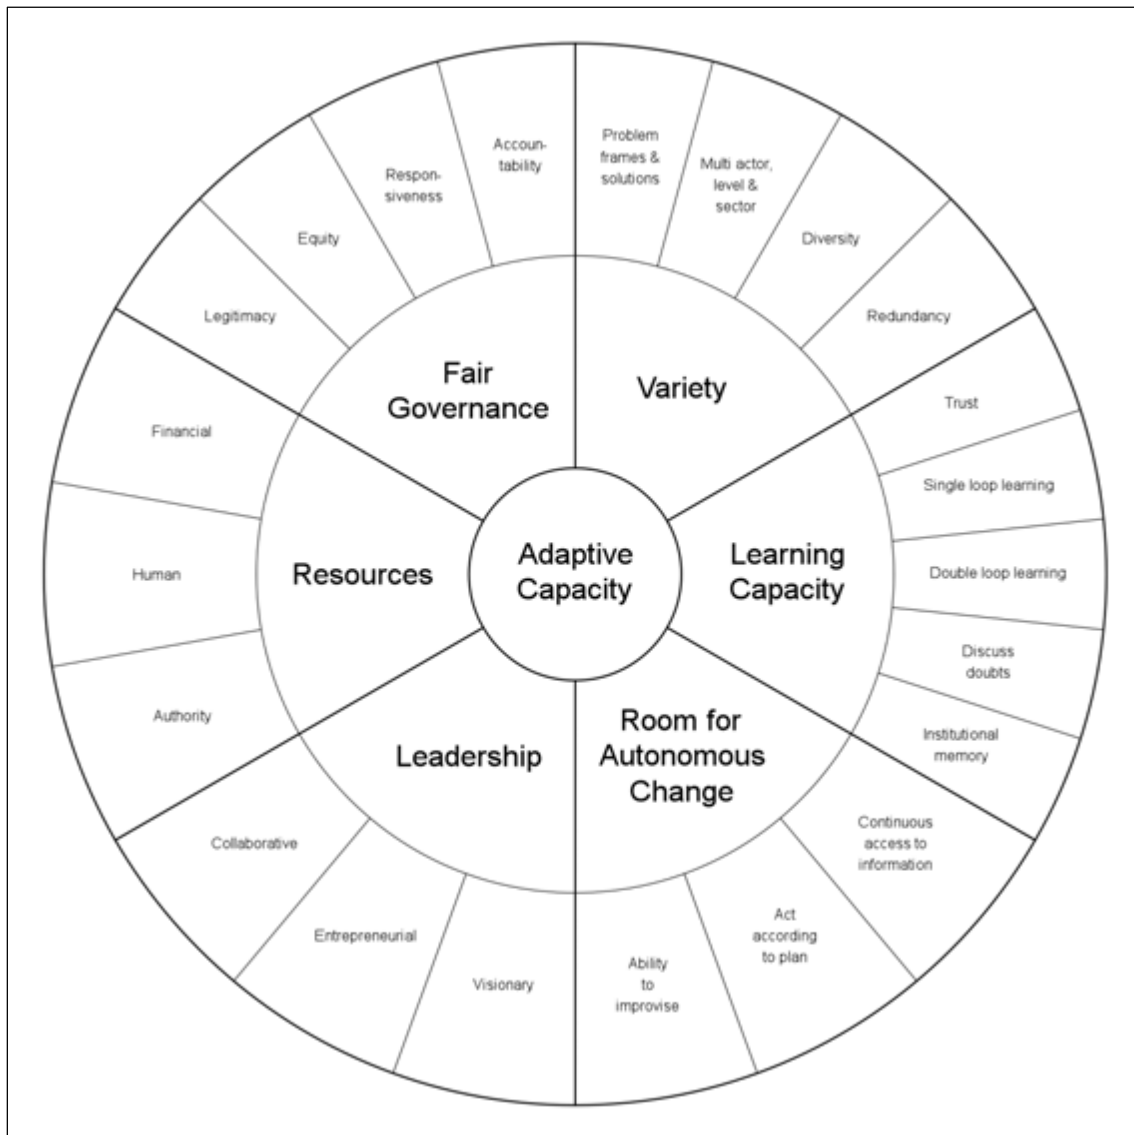 Accoun-
tability
Problem
frames &
solutions
Respon-
siveness
Multi actor,
level &
sector
Equity
Diversity
Legitimacy
Redundancy
Fair
Governance
Variety
Financial
Trust
Single loop learning
Human
Resources
Adaptive
Capacity
Learning
Capacity
Double loop learning
Discuss
doubts
Authority
Institutional
memory
Leadership
Room for
Autonomous
Change
Collaborative
Continuous
access to
information
Entrepreneurial
Act
according
to plan
Visionary
Ability
to
improvise